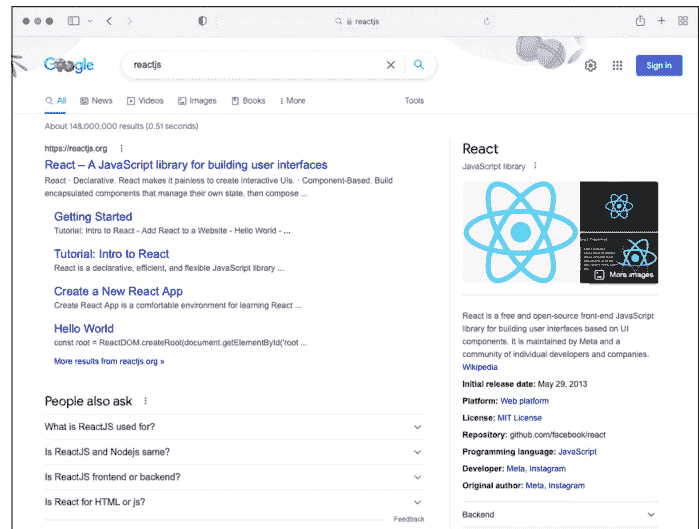 reactjs
Google
reactjs
Sign in
All
News
Videos
Images
Books
More
Tools
About 148,000,000 results (0.51 seconds)
https://reactjs.org
React – A JavaScript library for building user interfaces
React · Declarative. React makes it painless to create interactive UIs. · Component-Based. Build
encapsulated components that manage their own state, then compose ...
Getting Started
Tutorial: Intro to React - Add React to a Website - Hello World - ...
Tutorial: Intro to React
React is a declarative, efficient, and flexible JavaScript library ...
Create a New React App
Create React App is a comfortable environment for learning React ...
Hello World
const root = ReactDOM.createRoot(document.getElementById('root ...
More results from reactjs.org »
People also ask
What is ReactJS used for?
Is ReactJS and Nodejs same?
Is ReactJS frontend or backend?
Is React for HTML or js?
Feedback
React
JavaScript library
More images
React is a free and open-source front-end JavaScript
library for building user interfaces based on UI
components. It is maintained by Meta and a
community of individual developers and companies.
Wikipedia
Initial release date: May 29, 2013
Platform: Web platform
License: MIT License
Repository: github.com/facebook/react
Programming language: JavaScript
Developer: Meta, Instagram
Original author: Meta, Instagram
Backend